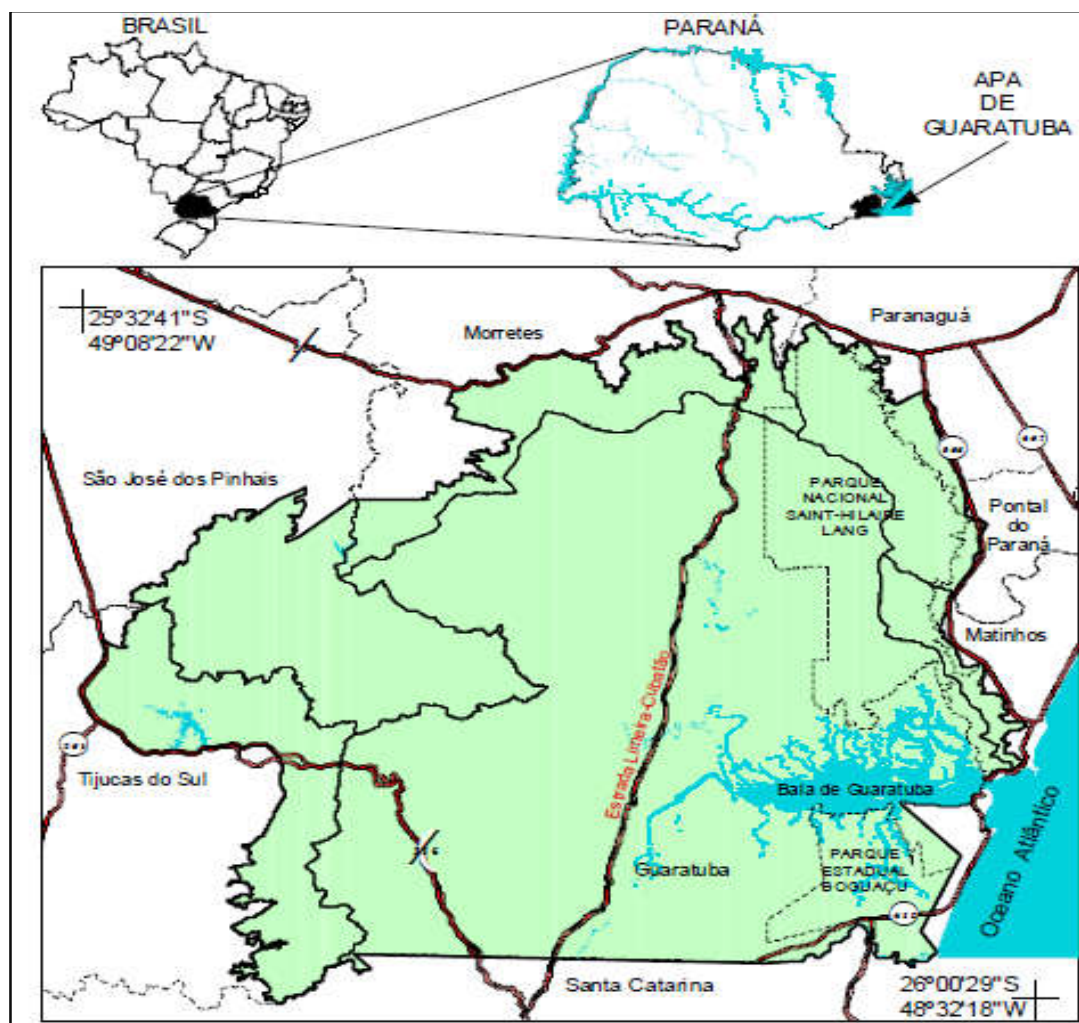 BRASIL
PARANÁ
APA
DE
GUARATUBA
25º32'41"S
49º08'22"W
Morretes
Paranaguá
São José dos Pinhais
PARQUE
NACIONAL
SAINT-HILAIRE
LANG
Pontal
do
Paraná
Matinhos
Estrada Limeira-Cubatão
Tijucas do Sul
Baía de Guaratuba
Guaratuba
PARQUE
ESTADUAL
BOGUAÇU
Oceano Atlântico
Santa Catarina
26º00'29"S
48º32'18"W